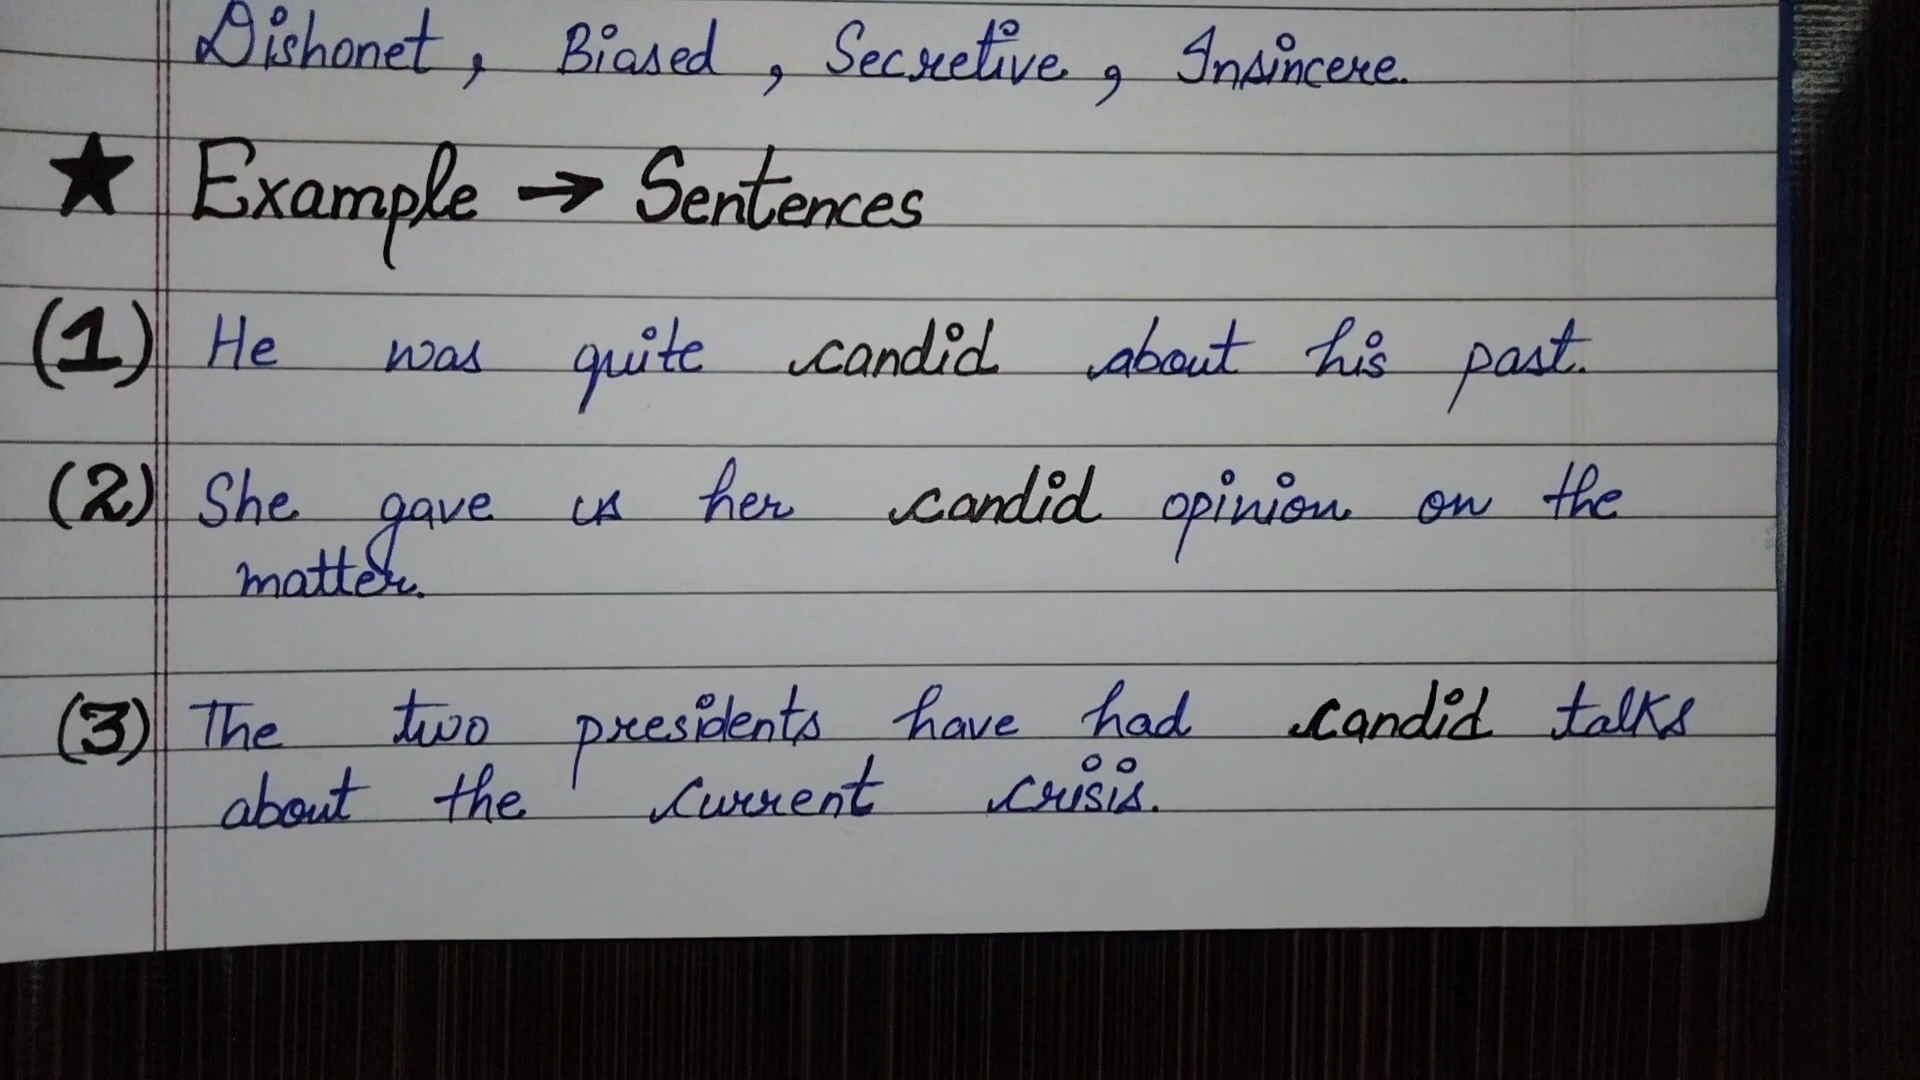 Dishonet, Biased, Secretive, Insincere.
★ Example → Sentences
(1) He was quite candid about his past.
(2) She gave us her candid opinion on the
matter.
(3) The two presidents have had candid talks
about the current crisis.